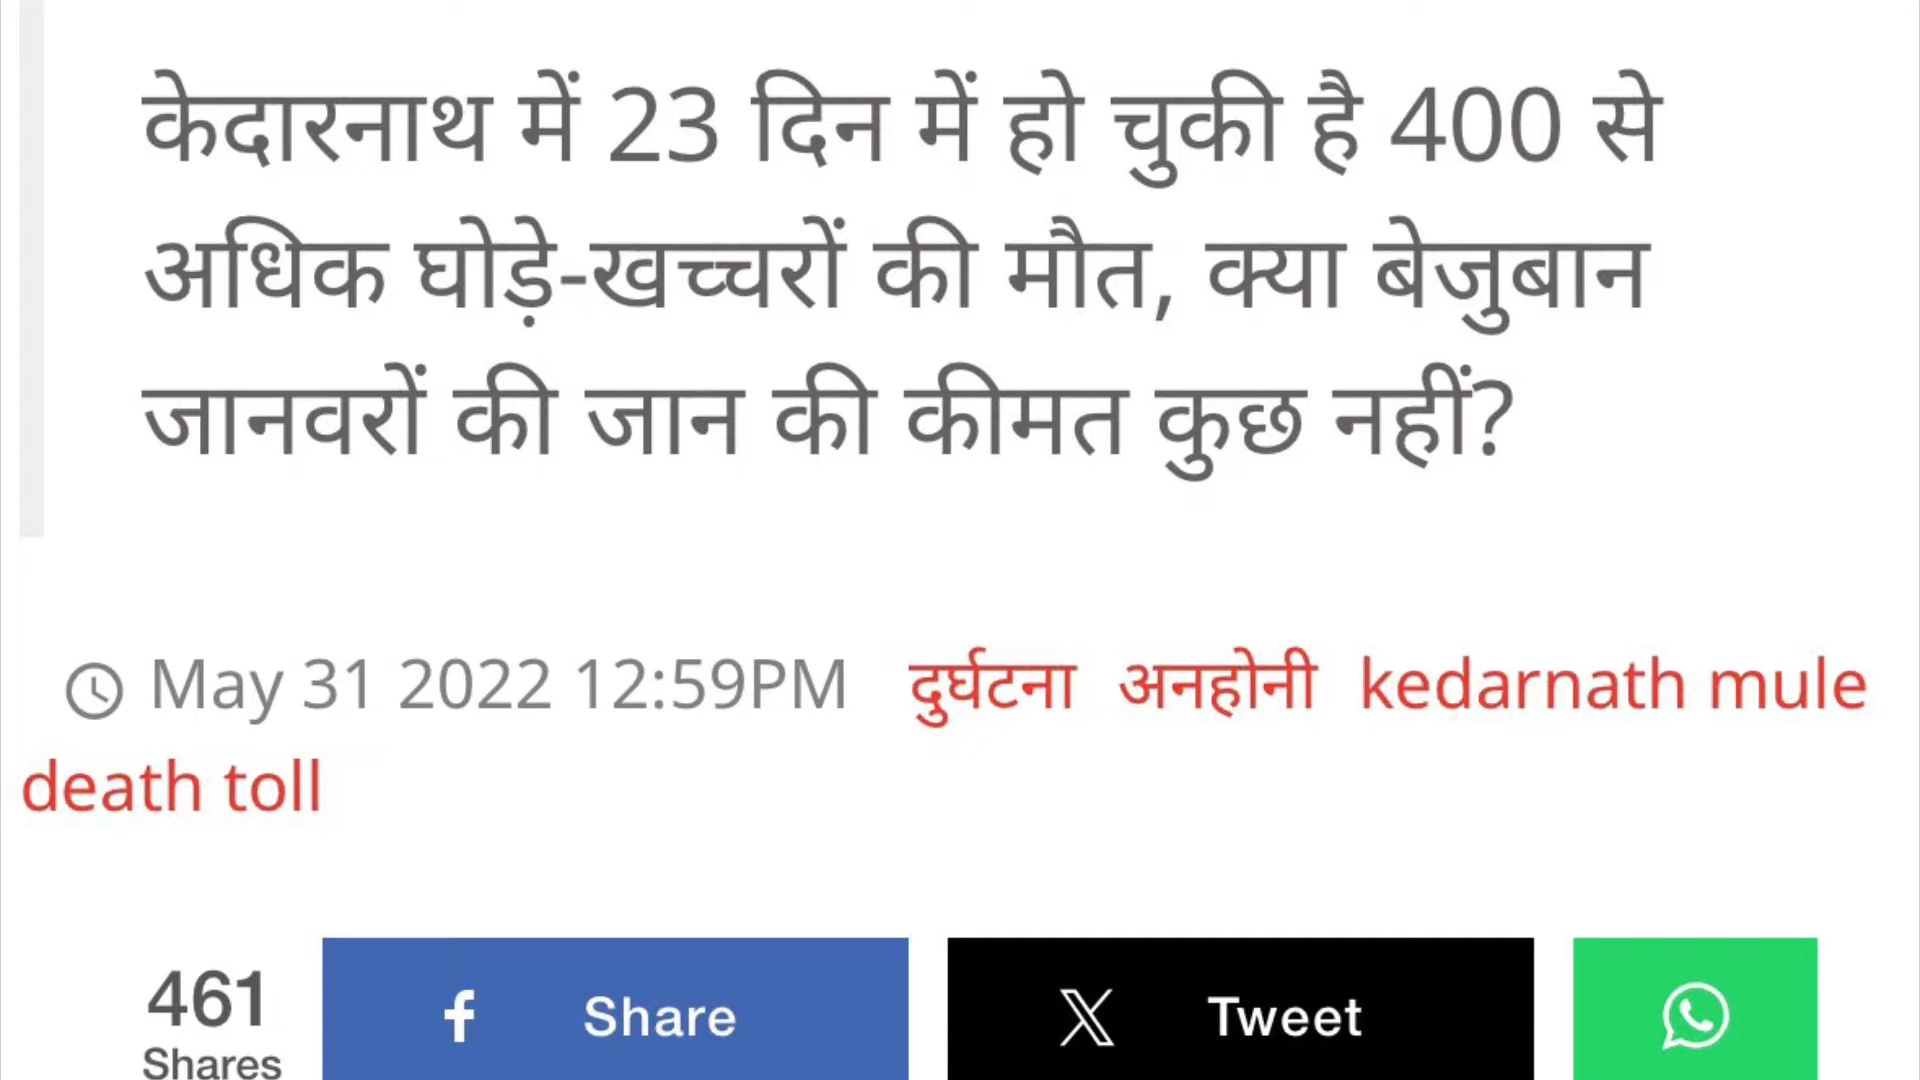 केदारनाथ में 23 दिन में हो चुकी है 400 से
अधिक घोड़े-खच्चरों की मौत, क्या बेजुबान
जानवरों की जान की कीमत कुछ नहीं?
May 31 2022 12:59PM दुर्घटना अनहोनी kedarnath mule
death toll
461
Shares
Share
Tweet